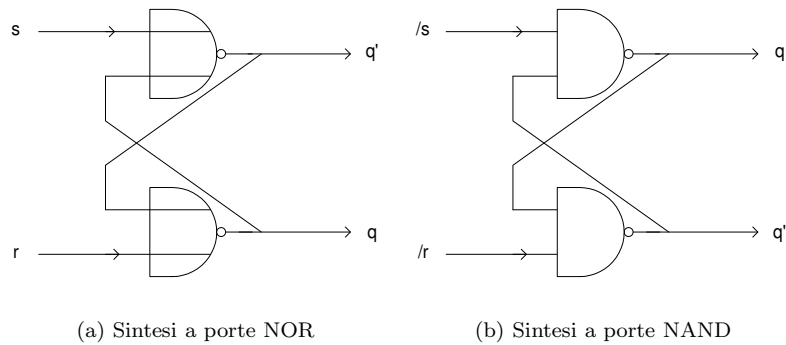 s
q'
r
q
(a) Sintesi a porte NOR
/s
q
/r
q'
(b) Sintesi a porte NAND